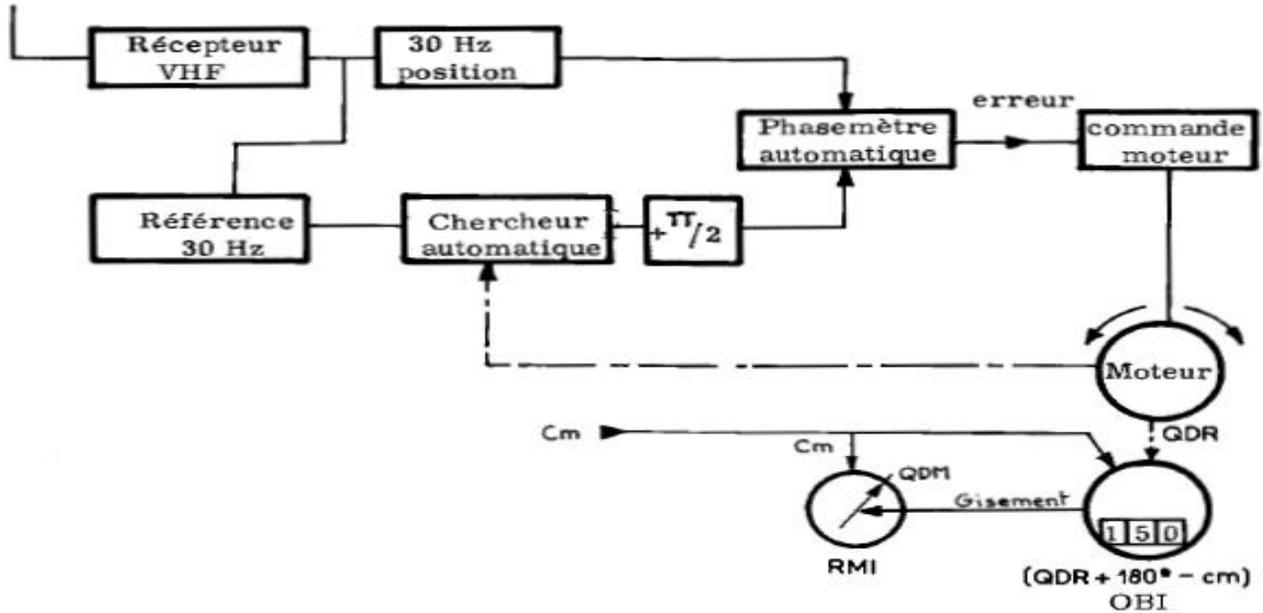 Récepteur
VHF
30 Hz
position
erreur
Phasemètre
automatique
commande
moteur
Référence
30 Hz
Chercheur
automatique
+π/2
Moteur
QDR
Cm
Cm
QDM
Gisement
150
RMI
(QDR + 180° - cm)
OBI